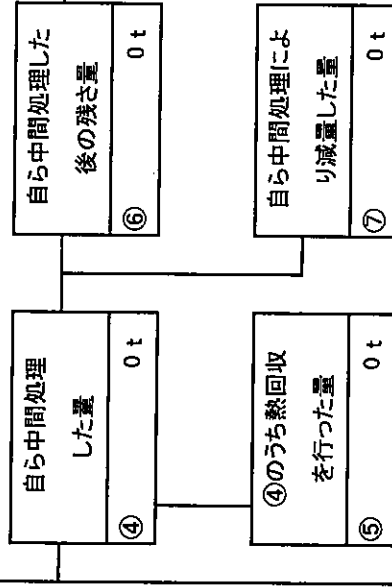 自ら中間処理
した量
④ 0 t
④のうち熱回収
を行った量
⑤ 0 t
自ら中間処理した
後の残さ量
⑥ 0 t
自ら中間処理によ
り減量した量
⑦ 0 t